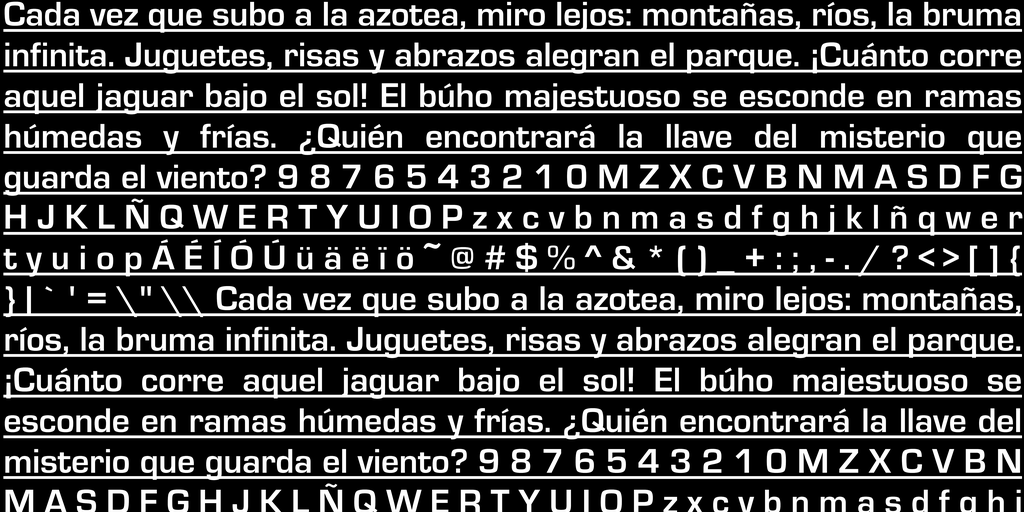 Cada vez que subo a la azotea, miro lejos: montañas, ríos, la bruma
infinita. Juguetes, risas y abrazos alegran el parque. ¡Cuánto corre
aquel jaguar bajo el sol! El búho majestuoso se esconde en ramas
húmedas y frías. ¿Quién encontrará la llave del misterio que
guarda el viento? 9 8 7 6 5 4 3 2 1 0 M Z X C V B N M A S D F G
H J K L Ñ Q W E R T Y U I O P z x c v b n m a s d f g h j k l ñ q w e r
t y u i o p Á É Í Ó Ú ü ä ë ï ö ~ @ # $ % ^ & * ( ) _ + : ; , - . / ? < > [ ] {
} | ` ' = \ " \ \ Cada vez que subo a la azotea, miro lejos: montañas,
ríos, la bruma infinita. Juguetes, risas y abrazos alegran el parque.
¡Cuánto corre aquel jaguar bajo el sol! El búho majestuoso se
esconde en ramas húmedas y frías. ¿Quién encontrará la llave del
misterio que guarda el viento? 9 8 7 6 5 4 3 2 1 0 M Z X C V B N
M A S D F G H J K L Ñ Q W E R T Y U I O P z x c v b n m a s d f g h j